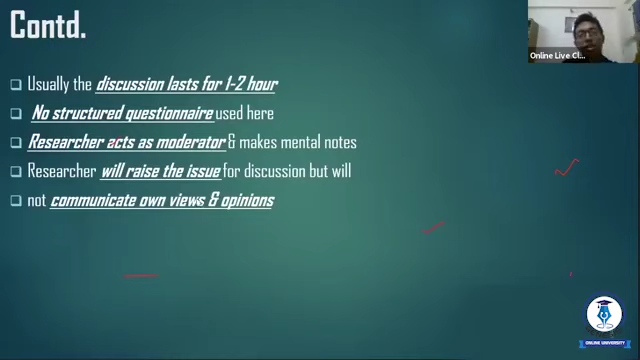 Contd.
Online Live Cl...
Usually the discussion lasts for 1-2 hour
No structured questionnaire used here
Researcher acts as moderator & makes mental notes
Researcher will raise the issue for discussion but will
not communicate own views & opinions
ONLINE UNIVERSITY